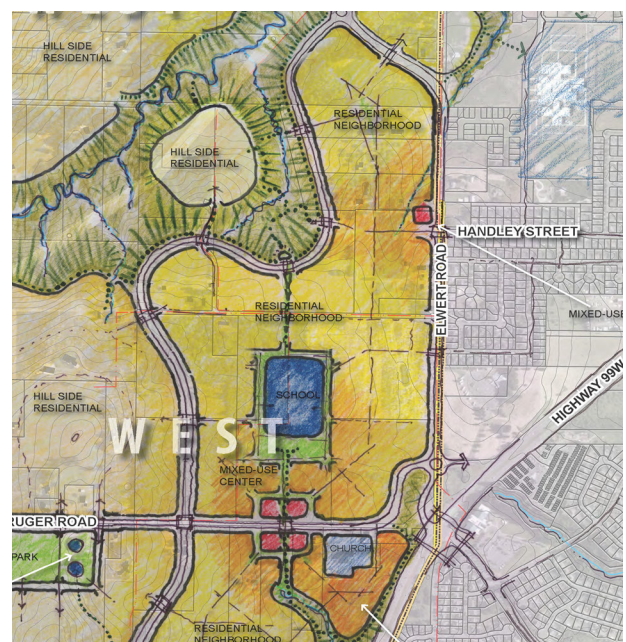 HILL SIDE
RESIDENTIAL
RESIDENTIAL
NEIGHBORHOOD
HILL SIDE
RESIDENTIAL
HANDLEY STREET
ELWERT ROAD
RESIDENTIAL
NEIGHBORHOOD
MIXED-USE
HIGHWAY 99W
HILL SIDE
RESIDENTIAL
SCHOOL
WEST
MIXED-USE
CENTER
RUGER ROAD
CHURCH
PARK
RESIDENTIAL
NEIGHBORHOOD